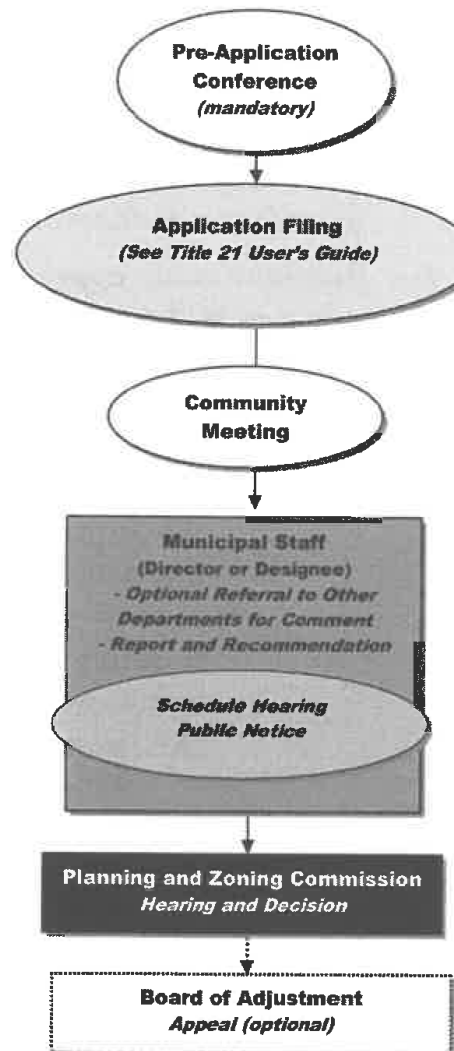 Pre-Application
Conference
(mandatory)
Application Filing
(See Title 21 User's Guide)
Community
Meeting
Municipal Staff
(Director or Designee)
- Optional Referral to Other
Departments for Comment
- Report and Recommendation
Schedule Hearing
Public Notice
Planning and Zoning Commission
Hearing and Decision
Board of Adjustment
Appeal (optional)